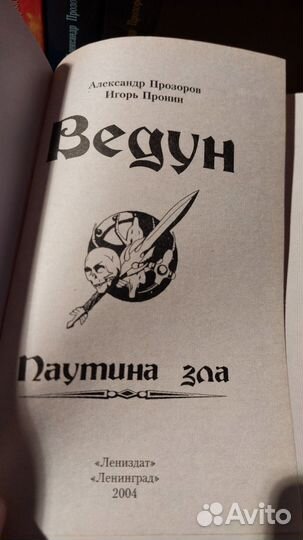 Александр Прозоров
Игорь Пронин
Ведун
Паутина зла
«Лениздат»
«Ленинград»
2004
Avito